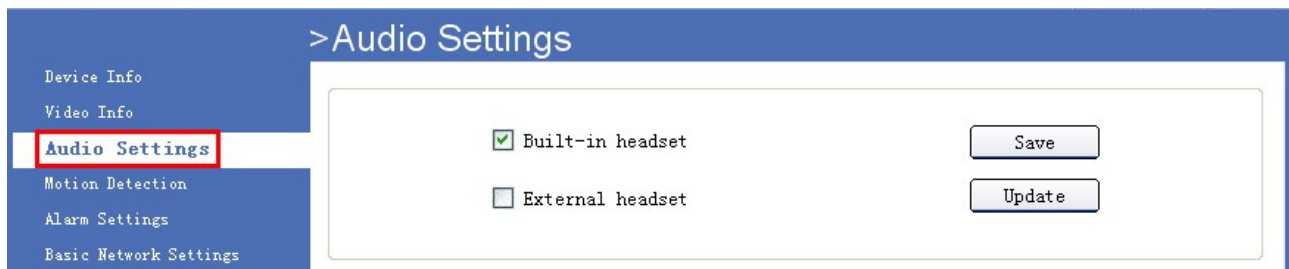 >Audio Settings
Device Info
Video Info
Audio Settings
Motion Detection
Alarm Settings
Basic Network Settings
Built-in headset
Save
External headset
Update